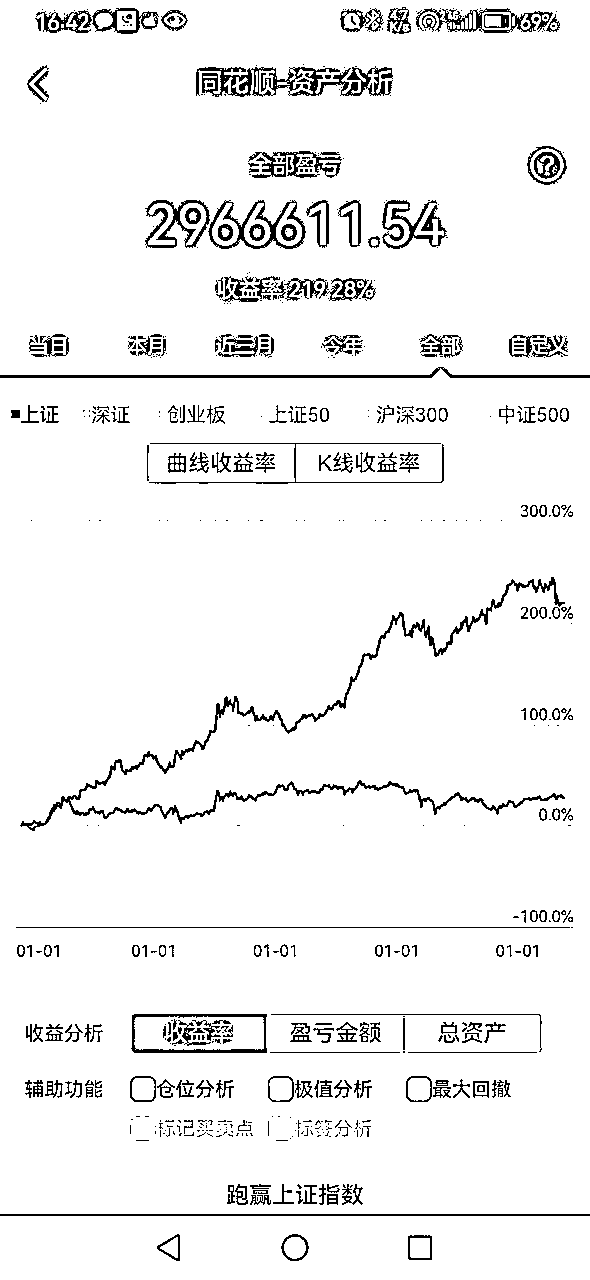 16:42 69%
同花顺-资产分析
全部盈亏
2966611.54
收益率 219.28%
当日 本月 近三月 今年 全部 自定义
上证 深证 创业板 上证50 沪深300 中证500
曲线收益率 K线收益率
300.0%
200.0%
100.0%
0.0%
-100.0%
01-01 01-01 01-01 01-01 01-01
收益分析 收益率 盈亏金额 总资产
辅助功能 仓位分析 极值分析 最大回撤
标记买卖点 标签分析
跑赢上证指数